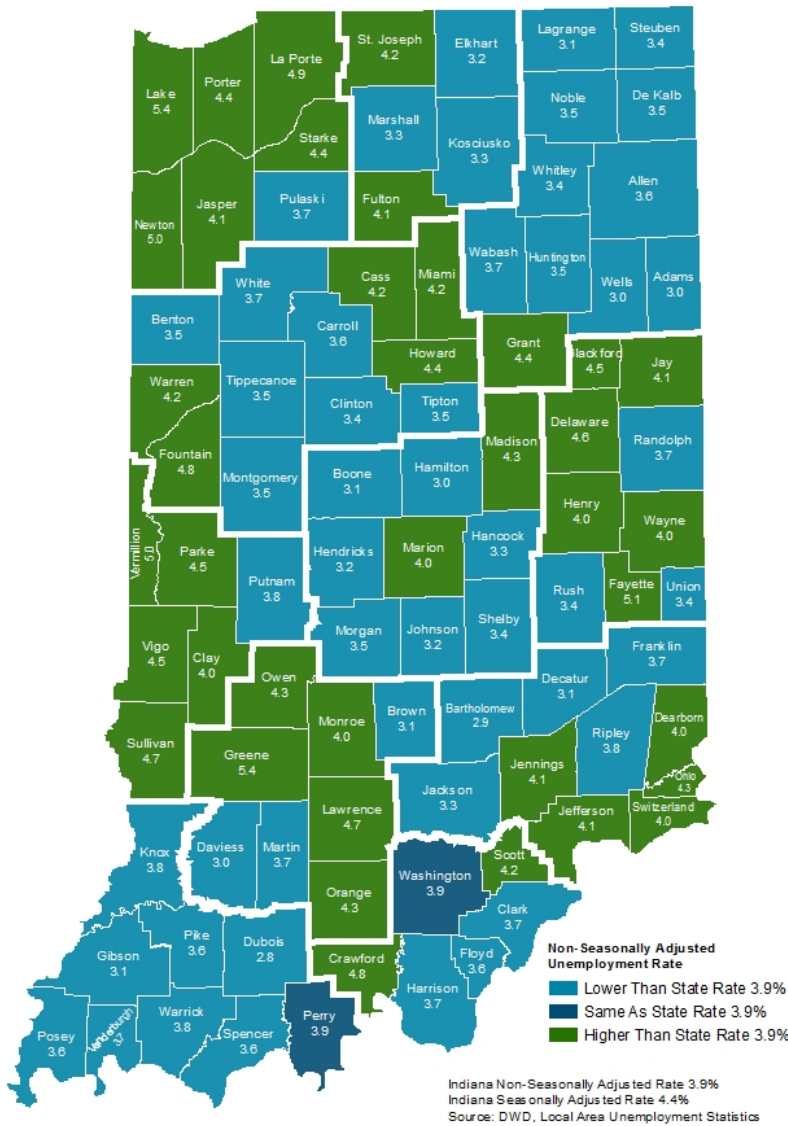 St. Joseph
4.2
Elkhart
3.2
Lagrange
3.1
Steuben
3.4
La Porte
4.9
Porter
4.4
Lake
5.4
Noble
3.5
De Kalb
3.5
Marshall
3.3
Starke
4.4
Kosciusko
3.3
Whitley
3.4
Allen
3.6
Pulaski
3.7
Fulton
4.1
Jasper
4.1
Newton
5.0
Wabash
3.7
Huntington
3.5
Wells
3.0
Adams
3.0
White
3.7
Cass
4.2
Miami
4.2
Benton
3.5
Carroll
3.6
Grant
4.4
Howard
4.4
Blackford
4.5
Jay
4.1
Warren
4.2
Tippecanoe
3.5
Clinton
3.4
Tipton
3.5
Madison
4.3
Delaware
4.6
Randolph
3.7
Fountain
4.8
Montgomery
3.5
Boone
3.1
Hamilton
3.0
Henry
4.0
Wayne
4.0
Vermillion
5.0
Parke
4.5
Putnam
3.8
Hendricks
3.2
Marion
4.0
Hancock
3.3
Rush
3.4
Fayette
5.1
Union
3.4
Vigo
4.5
Clay
4.0
Morgan
3.5
Johnson
3.2
Shelby
3.4
Owen
4.3
Franklin
3.7
Decatur
3.1
Monroe
4.0
Brown
3.1
Bartholomew
2.9
Sullivan
4.7
Greene
5.4
Ripley
3.8
Dearborn
4.0
Jennings
4.1
Ohio
4.3
Jackson
3.3
Lawrence
4.7
Jefferson
4.1
Switzerland
4.0
Knox
3.8
Daviess
3.0
Martin
3.7
Scott
4.2
Washington
3.9
Orange
4.3
Clark
3.7
Pike
3.6
Dubois
2.8
Gibson
3.1
Crawford
4.8
Floyd
3.6
Harrison
3.7
Posey
3.6
Vanderburgh
3.7
Warrick
3.8
Spencer
3.6
Perry
3.9
Non-Seasonally Adjusted
Unemployment Rate
Lower Than State Rate 3.9%
Same As State Rate 3.9%
Higher Than State Rate 3.9%
Indiana Non-Seasonally Adjusted Rate 3.9%
Indiana Seasonally Adjusted Rate 4.4%
Source: DWD, Local Area Unemployment Statistics